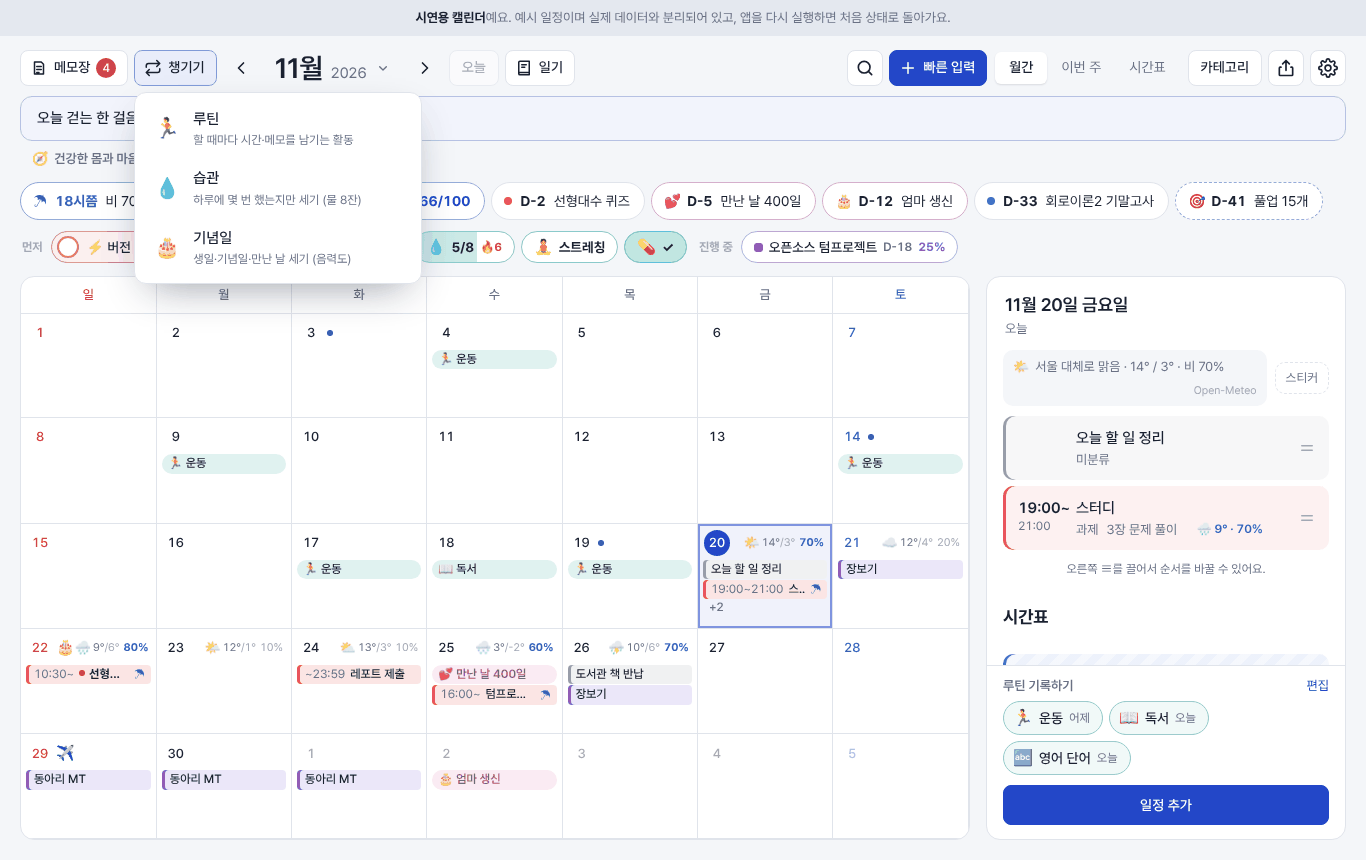 시연용 캘린더예요. 예시 일정이며 실제 데이터와 분리되어 있고, 앱을 다시 실행하면 처음 상태로 돌아가요.
메모장 4 챙기기 11월 2026 오늘 일기 빠른 입력 월간 이번 주 시간표 카테고리
오늘 걷는 한 걸음
루틴
할 때마다 시간·메모를 남기는 활동
습관
하루에 몇 번 했는지만 세기 (물 8잔)
기념일
생일·기념일·만난 날 세기 (음력도)
건강한 몸과 마음
18시쯤 비 70 66/100 D-2 선형대수 퀴즈 D-5 만난 날 400일 D-12 엄마 생신 D-33 회로이론2 기말고사 D-41 풀업 15개
먼저 버전 5/8 6 스트레칭 진행 중 오픈소스 텀프로젝트 D-18 25%
일 월 화 수 목 금 토
1 2 3 4 5 6 7
운동
8 9 10 11 12 13 14
운동 운동
15 16 17 18 19 20 14°/3° 70% 21 12°/4° 20%
운동 독서 운동 오늘 할 일 정리 장보기
19:00~21:00 스..
+2
22 9°/6° 80% 23 12°/1° 10% 24 13°/3° 10% 25 3°/-2° 60% 26 10°/6° 70% 27 28
10:30~ 선형... ~23:59 레포트 제출 만난 날 400일 도서관 책 반납
16:00~ 텀프로... 장보기
29 30 1 2 3 4 5
동아리 MT 동아리 MT 동아리 MT 엄마 생신
11월 20일 금요일
오늘
서울 대체로 맑음 · 14° / 3° · 비 70%
Open-Meteo
스티커
오늘 할 일 정리
미분류
19:00~ 스터디
21:00 과제 3장 문제 풀이 9° · 70%
오른쪽 ≡를 끌어서 순서를 바꿀 수 있어요.
시간표
루틴 기록하기 편집
운동 어제 독서 오늘
abc 영어 단어 오늘
일정 추가